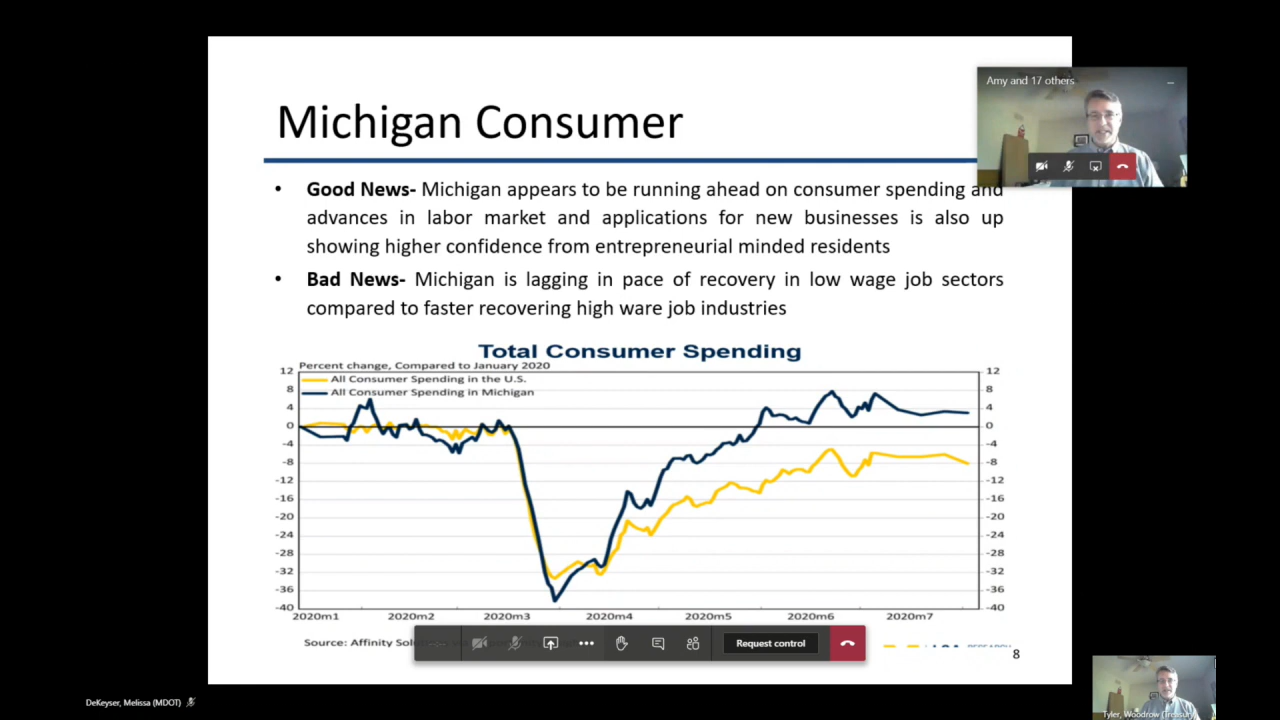 Michigan Consumer
Amy and 17 others
• Good News- Michigan appears to be running ahead on consumer spending and
advances in labor market and applications for new businesses is also up
showing higher confidence from entrepreneurial minded residents
• Bad News- Michigan is lagging in pace of recovery in low wage job sectors
compared to faster recovering high ware job industries
Total Consumer Spending
Percent change, Compared to January 2020
All Consumer Spending in the U.S.
All Consumer Spending in Michigan
12 12
8 8
4 4
0 0
-4 -4
-8 -8
-12 -12
-16 -16
-20 -20
-24 -24
-28 -28
-32 -32
-36 -36
-40 -40
2020m1 2020m2 2020m3 2020m4 2020m5 2020m6 2020m7
Source: Affinity
Request control
8
DeKeyser, Melissa (MDOT)
Tyler, Woodrow (Treasury)